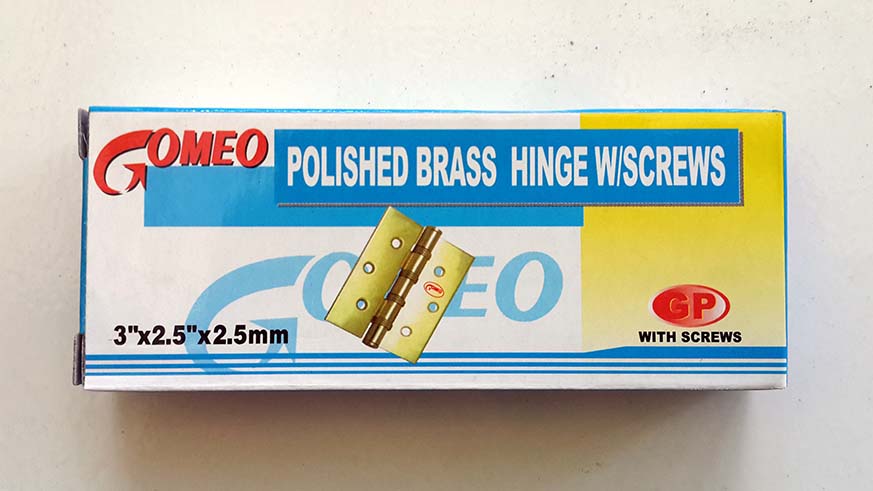 GOMEO
POLISHED BRASS HINGE W/SCREWS
GOMEO
3"x2.5"x2.5mm
GP
WITH SCREWS